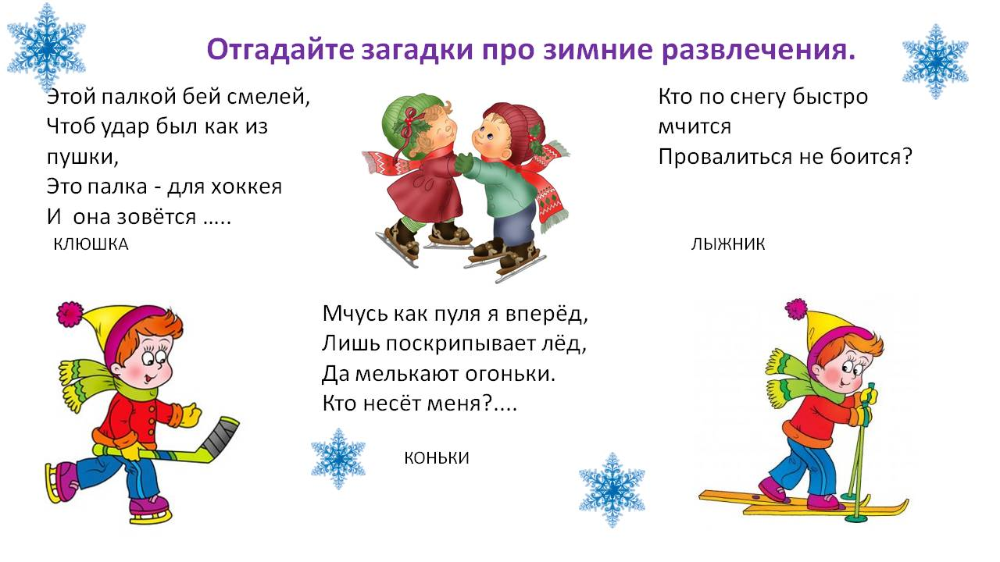 Отгадайте загадки про зимние развлечения.
Этой палкой бей смелей,
Чтоб удар был как из
пушки,
Это палка - для хоккея
И она зовётся …..
КЛЮШКА
Кто по снегу быстро
мчится
Провалиться не боится?
ЛЫЖНИК
Мчусь как пуля я вперёд,
Лишь поскрипывает лёд,
Да мелькают огоньки.
Кто несёт меня?....
КОНЬКИ